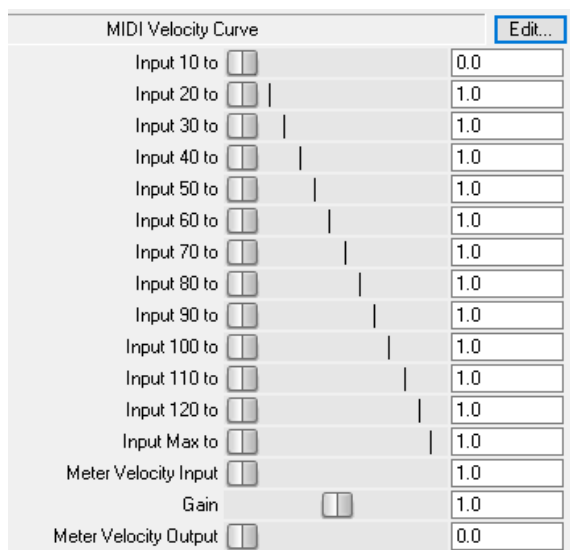 MIDI Velocity Curve Edit...
Input 10 to 0.0
Input 20 to 1.0
Input 30 to 1.0
Input 40 to 1.0
Input 50 to 1.0
Input 60 to 1.0
Input 70 to 1.0
Input 80 to 1.0
Input 90 to 1.0
Input 100 to 1.0
Input 110 to 1.0
Input 120 to 1.0
Input Max to 1.0
Meter Velocity Input 1.0
Gain 1.0
Meter Velocity Output 0.0